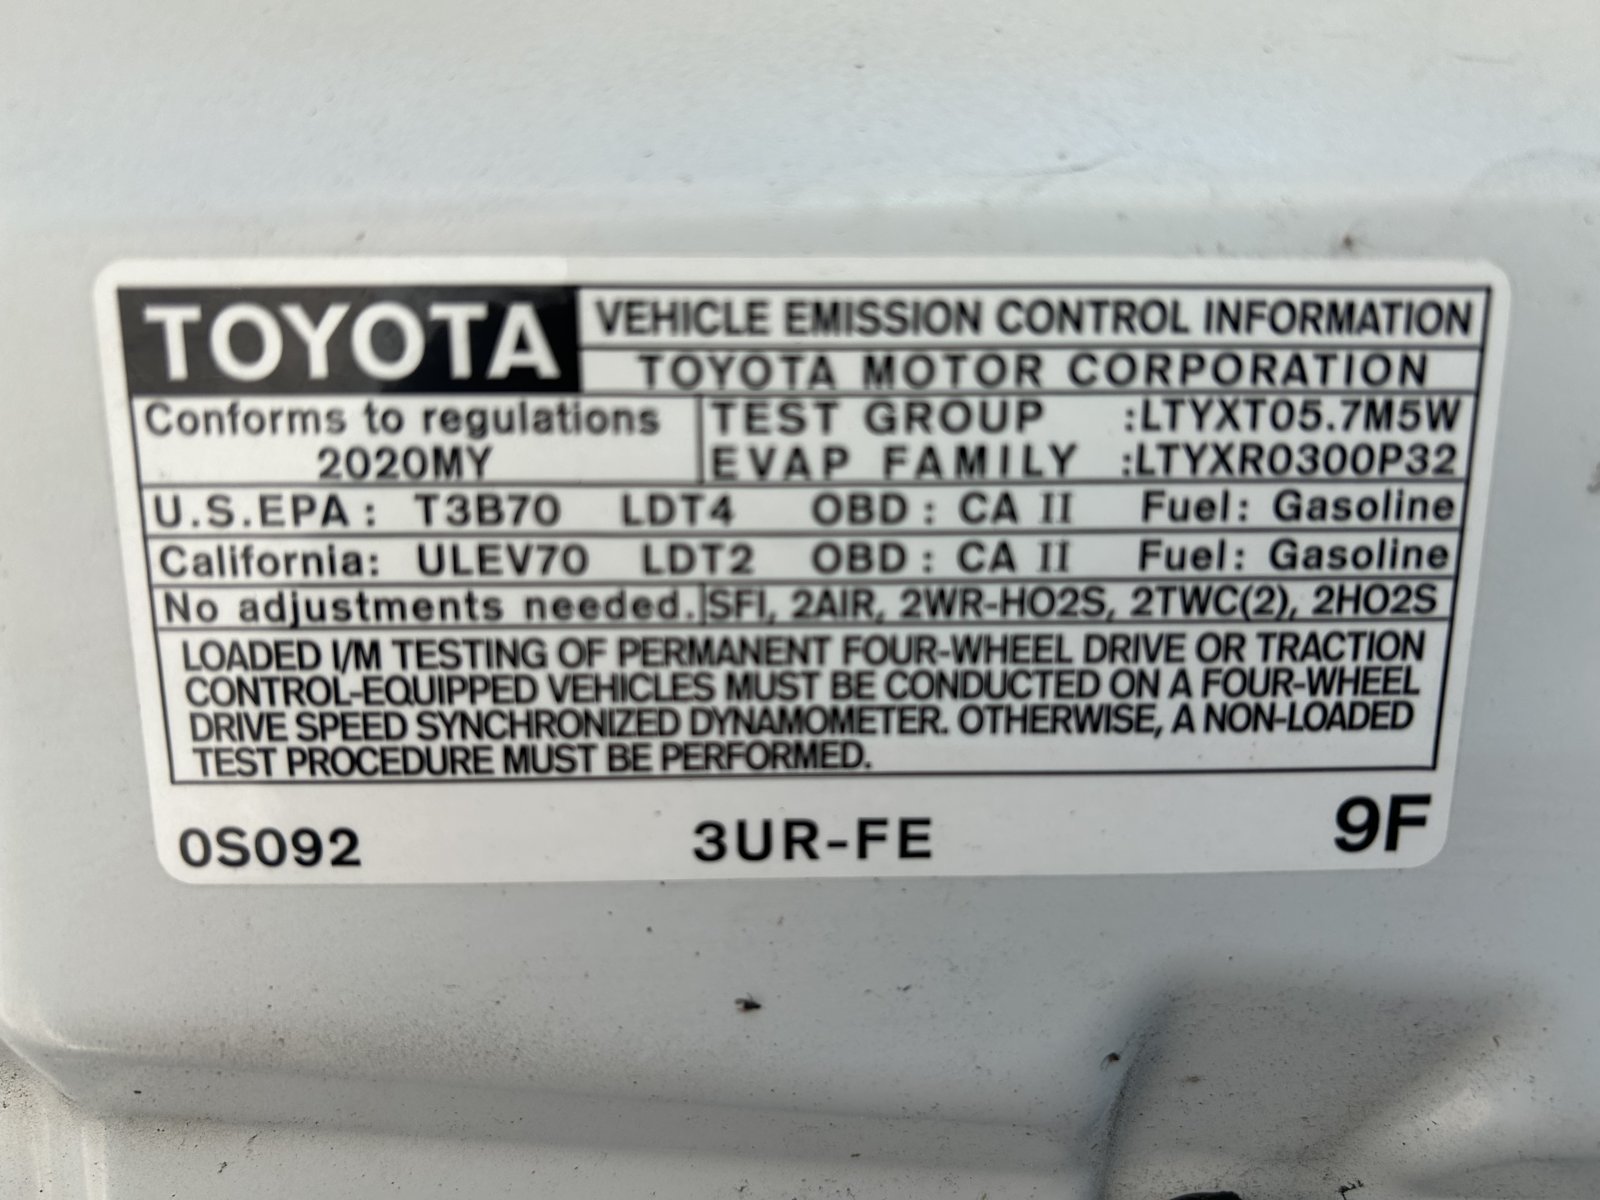 TOYOTA
VEHICLE EMISSION CONTROL INFORMATION
TOYOTA MOTOR CORPORATION
Conforms to regulations
2020MY
TEST GROUP :LTYXT05.7M5W
EVAP FAMILY :LTYXR0300P32
U.S.EPA: T3B70 LDT4 OBD: CA II Fuel: Gasoline
California: ULEV70 LDT2 OBD: CA II Fuel: Gasoline
No adjustments needed. SFI, 2AIR, 2WR-HO2S, 2TWC(2), 2HO2S
LOADED I/M TESTING OF PERMANENT FOUR-WHEEL DRIVE OR TRACTION
CONTROL-EQUIPPED VEHICLES MUST BE CONDUCTED ON A FOUR-WHEEL
DRIVE SPEED SYNCHRONIZED DYNAMOMETER. OTHERWISE, A NON-LOADED
TEST PROCEDURE MUST BE PERFORMED.
0S092 3UR-FE 9F